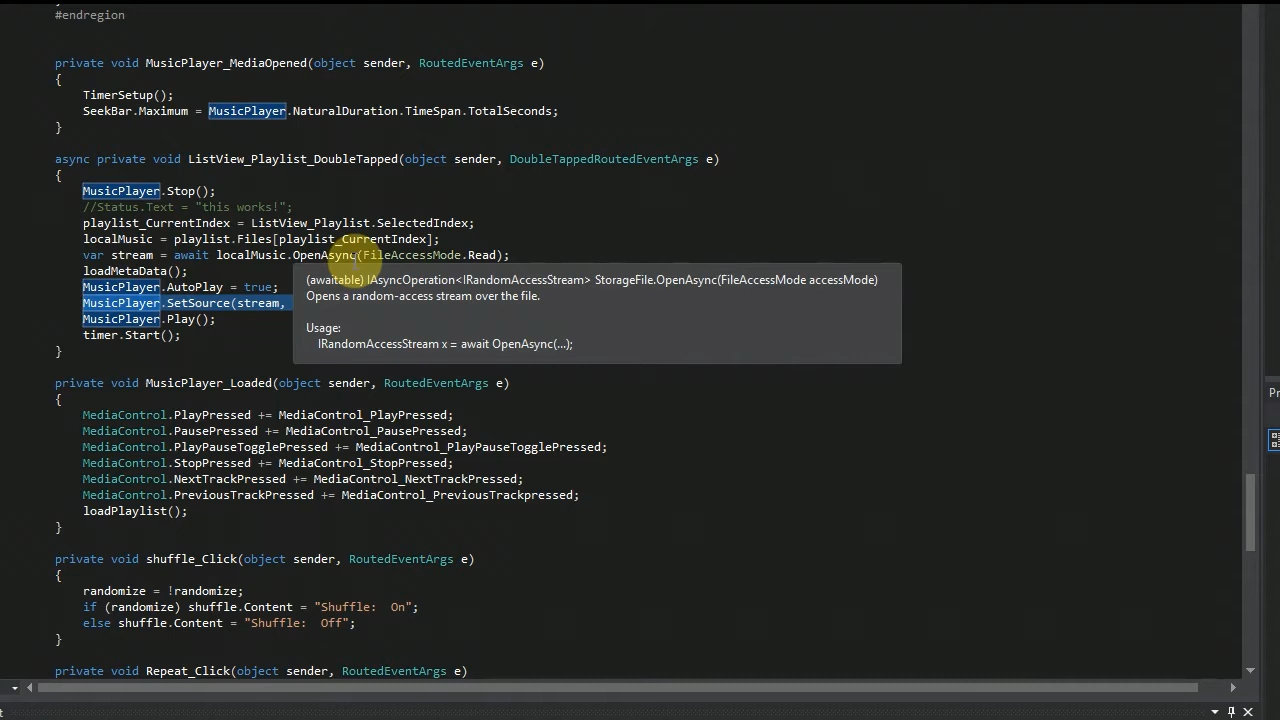 #endregion
private void MusicPlayer_MediaOpened(object sender, RoutedEventArgs e)
{
TimerSetup();
SeekBar.Maximum = MusicPlayer.NaturalDuration.TimeSpan.TotalSeconds;
}
async private void ListView_Playlist_DoubleTapped(object sender, DoubleTappedRoutedEventArgs e)
{
MusicPlayer.Stop();
//Status.Text = "this works!";
playlist_CurrentIndex = ListView_Playlist.SelectedIndex;
localMusic = playlist.Files[playlist_CurrentIndex];
var stream = await localMusic.OpenAsync(FileAccessMode.Read);
loadMetaData();
(awaitable) IAsyncOperation<IRandomAccessStream> StorageFile.OpenAsync(FileAccessMode accessMode)
Opens a random-access stream over the file.
Usage:
IRandomAccessStream x = await OpenAsync(...);
MusicPlayer.AutoPlay = true;
MusicPlayer.SetSource(stream,
MusicPlayer.Play();
timer.Start();
}
private void MusicPlayer_Loaded(object sender, RoutedEventArgs e)
{
MediaControl.PlayPressed += MediaControl_PlayPressed;
MediaControl.PausePressed += MediaControl_PausePressed;
MediaControl.PlayPauseTogglePressed += MediaControl_PlayPauseTogglePressed;
MediaControl.StopPressed += MediaControl_StopPressed;
MediaControl.NextTrackPressed += MediaControl_NextTrackPressed;
MediaControl.PreviousTrackPressed += MediaControl_PreviousTrackpressed;
loadPlaylist();
}
private void shuffle_Click(object sender, RoutedEventArgs e)
{
randomize = !randomize;
if (randomize) shuffle.Content = "Shuffle:  On";
else shuffle.Content = "Shuffle:  Off";
}
private void Repeat_Click(object sender, RoutedEventArgs e)